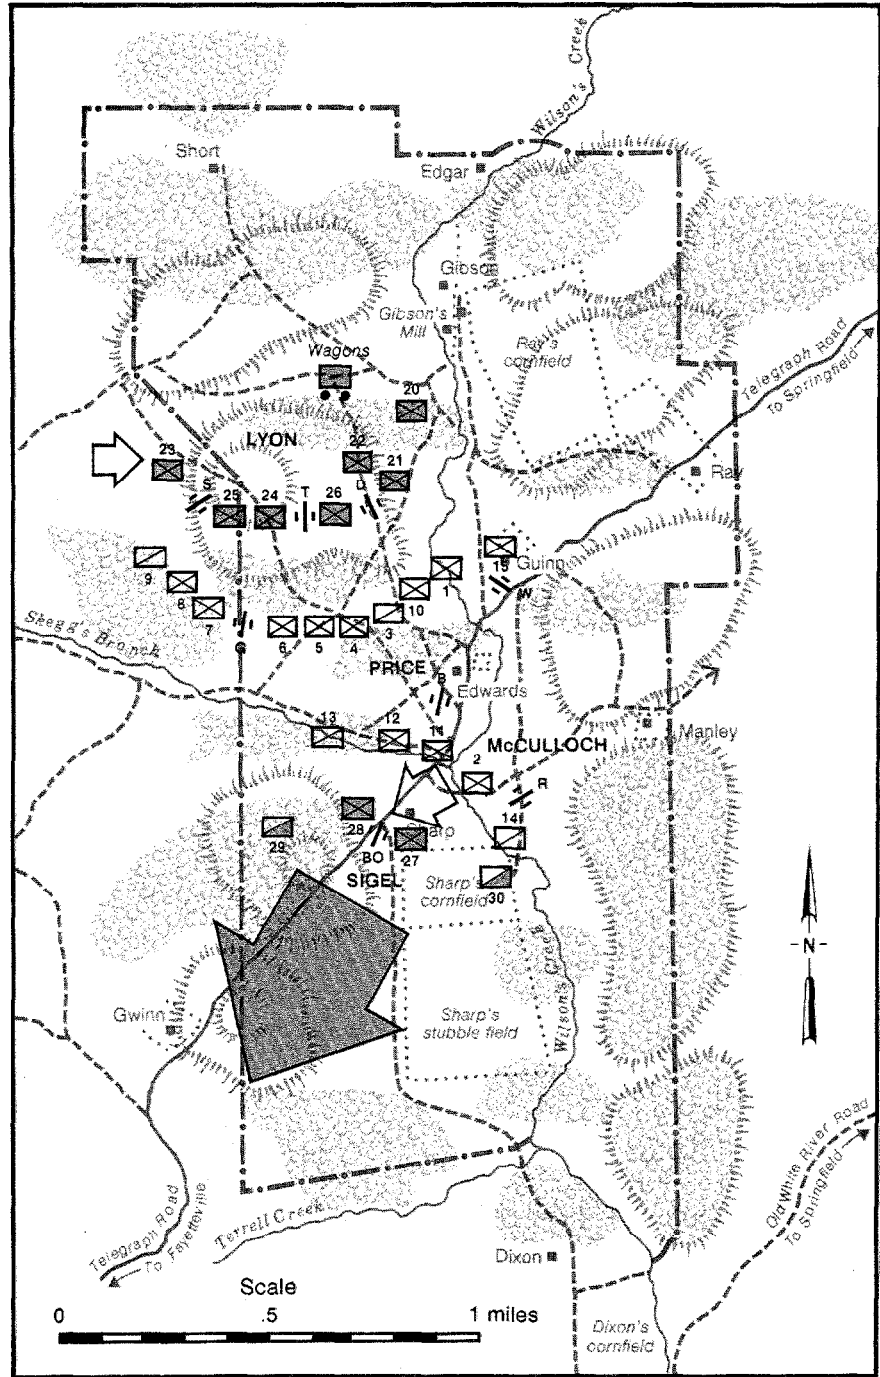 Wilson's Creek
Short
Edgar
Gibson
Gibson's
Mill
Ray's
cornfield
Telegraph Road
To Springfield
Wagons
20
LYON
23
22
21
Ray
S
25
24
T
26
D
9
8
7
6
5
4
3
10
1
15
Guinn
W
Skegg's Branch
PRICE
B
Edwards
13
12
11
McCULLOCH
Manley
2
R
29
28
BO
Sharp
27
14
SIGEL
Sharp's
cornfield
30
N
Gwinn
Sharp's
stubble field
Wilson's Creek
Telegraph Road
To Fayetteville
Terrell Creek
Old White River Road
To Springfield
Dixon
Scale
0 .5 1 miles
Dixon's
cornfield